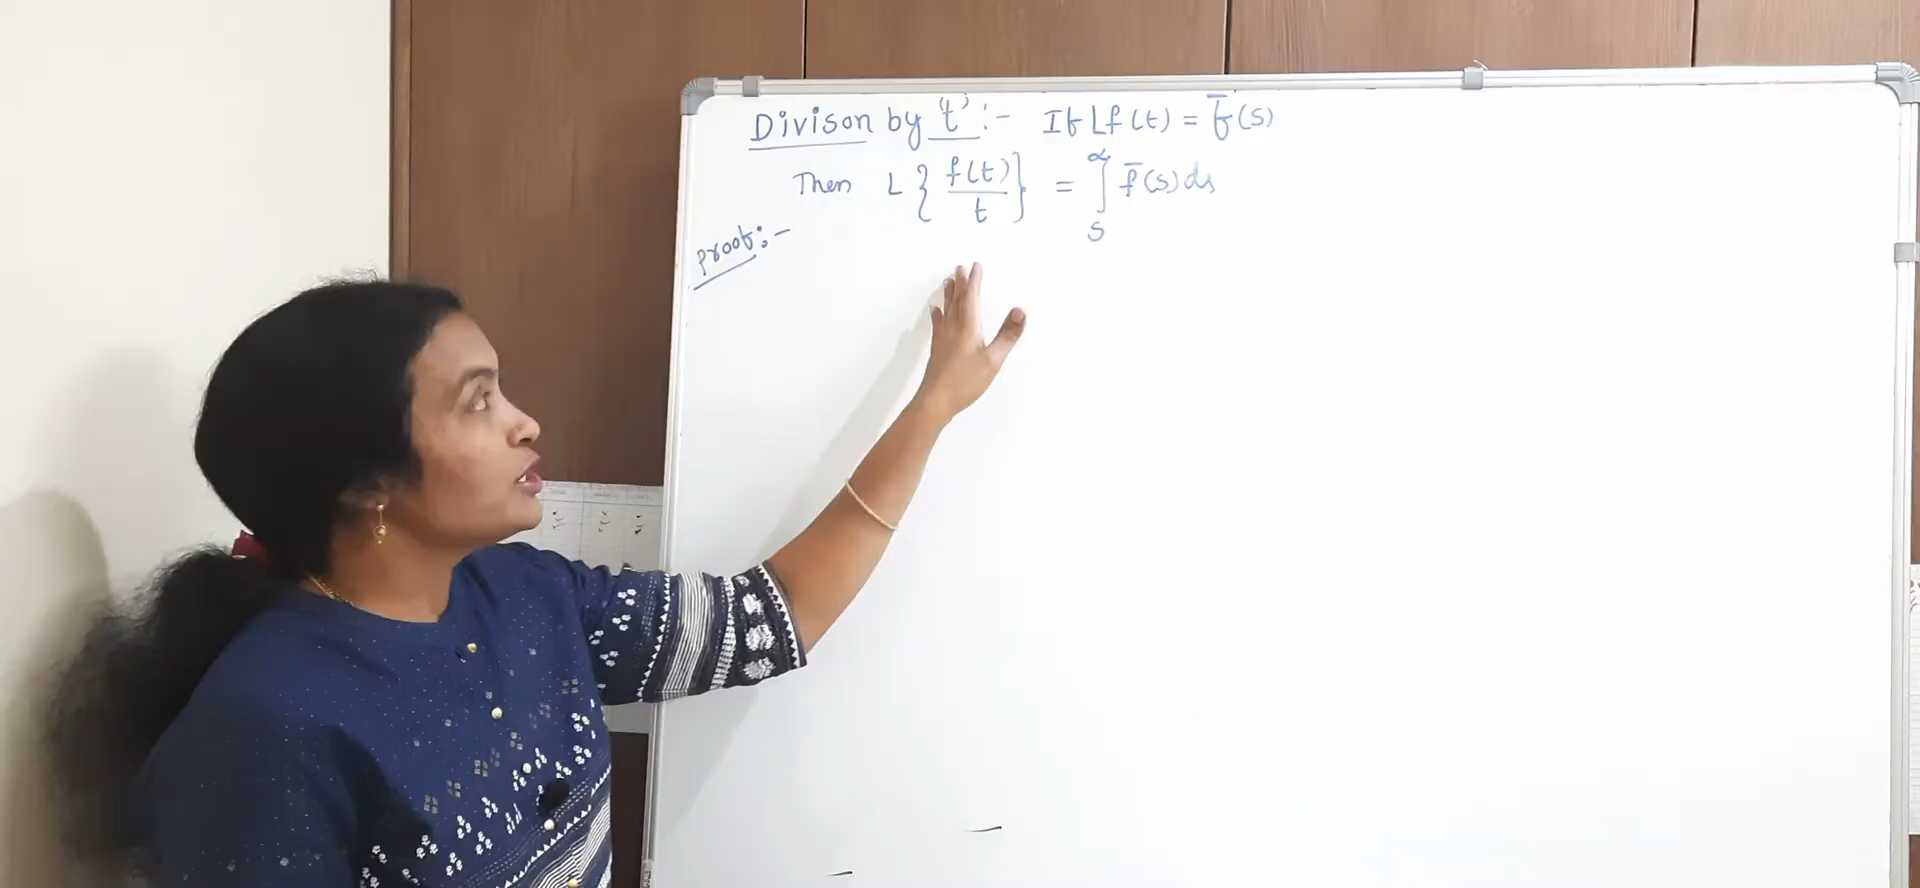 Divison by 't' :- If Lf(t) = f̅(s)
Then L { f(t)/t } = ∫_s^∝ f̅(s) ds
Proof :-